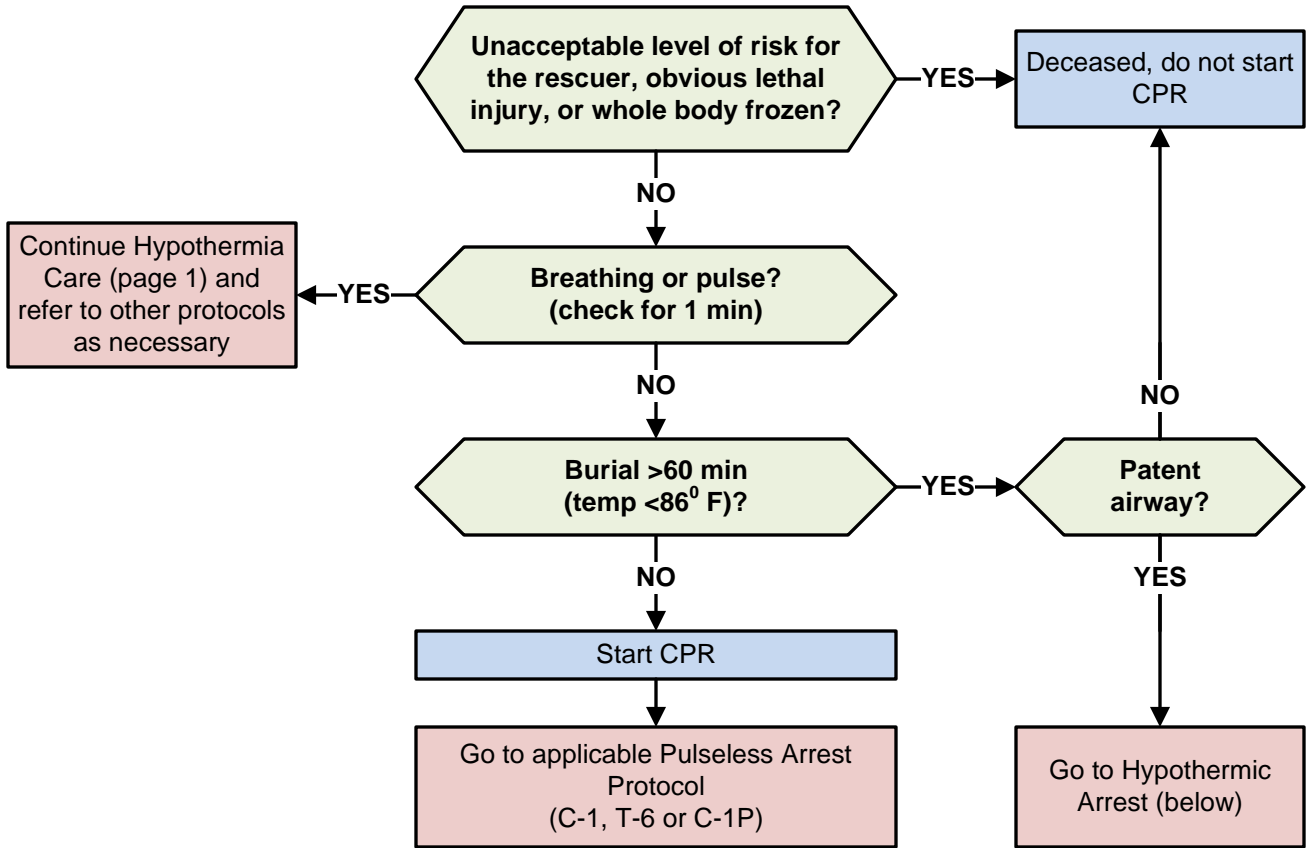 Unacceptable level of risk for
the rescuer, obvious lethal
injury, or whole body frozen?
YES
Deceased, do not start
CPR
NO
Continue Hypothermia
Care (page 1) and
refer to other protocols
as necessary
YES
Breathing or pulse?
(check for 1 min)
NO
NO
Burial >60 min
(temp <86⁰ F)?
YES
Patent
airway?
NO
YES
Start CPR
Go to applicable Pulseless Arrest
Protocol
(C-1, T-6 or C-1P)
Go to Hypothermic
Arrest (below)